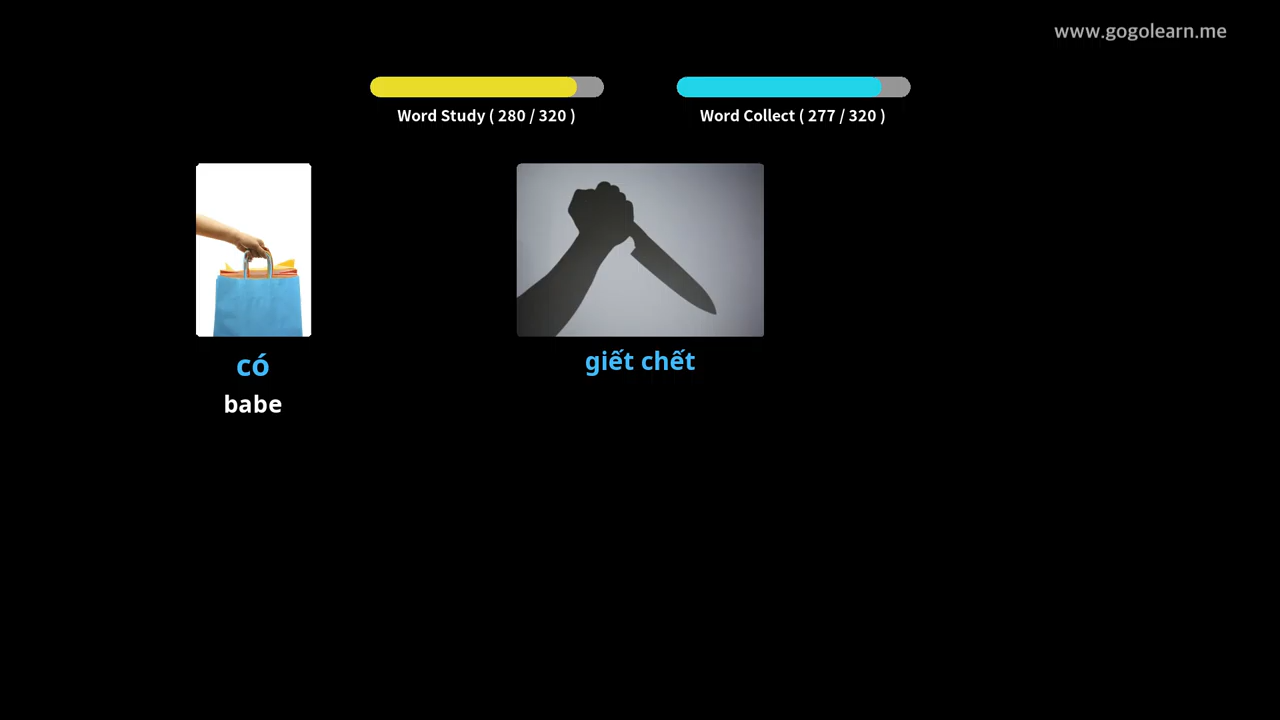 www.gogolearn.me
Word Study ( 280 / 320 )
Word Collect ( 277 / 320 )
có
babe
giết chết